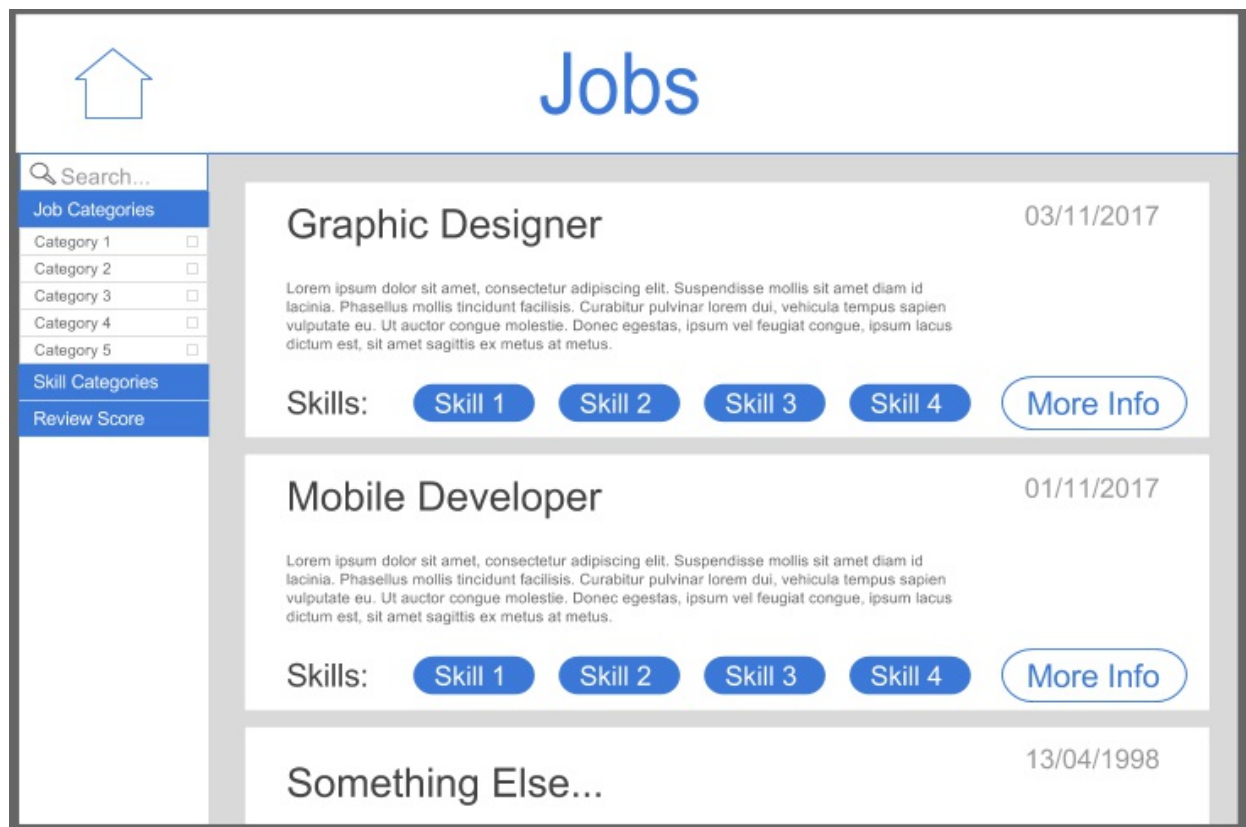 Jobs
Search...
Job Categories
Category 1
Category 2
Category 3
Category 4
Category 5
Skill Categories
Review Score
Graphic Designer
03/11/2017
Lorem ipsum dolor sit amet, consectetur adipiscing elit. Suspendisse mollis sit amet diam id
lacinia. Phasellus mollis tincidunt facilisis. Curabitur pulvinar lorem dui, vehicula tempus sapien
vulputate eu. Ut auctor congue molestie. Donec egestas, ipsum vel feugiat congue, ipsum lacus
dictum est, sit amet sagittis ex metus at metus.
Skills: Skill 1 Skill 2 Skill 3 Skill 4 More Info
Mobile Developer
01/11/2017
Lorem ipsum dolor sit amet, consectetur adipiscing elit. Suspendisse mollis sit amet diam id
lacinia. Phasellus mollis tincidunt facilisis. Curabitur pulvinar lorem dui, vehicula tempus sapien
vulputate eu. Ut auctor congue molestie. Donec egestas, ipsum vel feugiat congue, ipsum lacus
dictum est, sit amet sagittis ex metus at metus.
Skills: Skill 1 Skill 2 Skill 3 Skill 4 More Info
Something Else...
13/04/1998